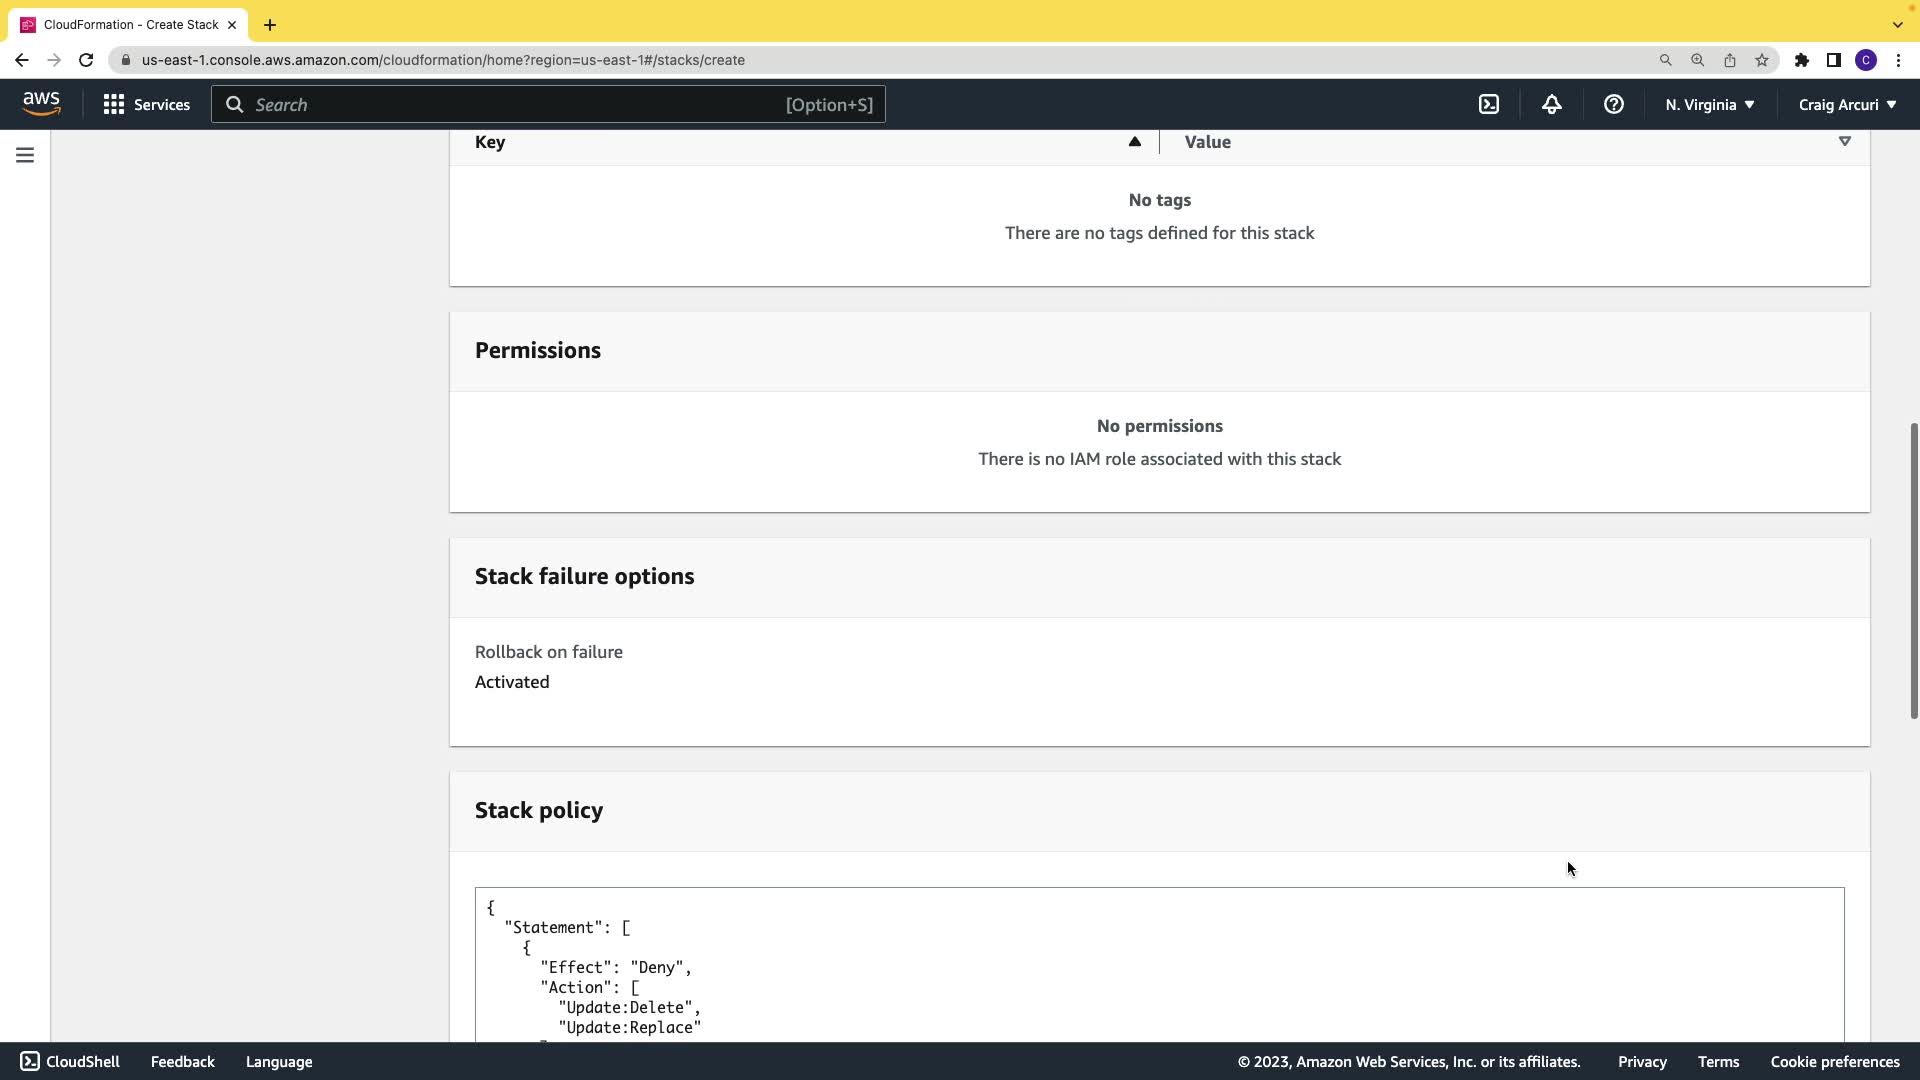 CloudFormation - Create Stack
us-east-1.console.aws.amazon.com/cloudformation/home?region=us-east-1#/stacks/create
C
aws
Services
Search
[Option+S]
N. Virginia
Craig Arcuri
Key
Value
No tags
There are no tags defined for this stack
Permissions
No permissions
There is no IAM role associated with this stack
Stack failure options
Rollback on failure
Activated
Stack policy
{
"Statement": [
{
"Effect": "Deny",
"Action": [
"Update:Delete",
"Update:Replace"
CloudShell
Feedback
Language
© 2023, Amazon Web Services, Inc. or its affiliates.
Privacy
Terms
Cookie preferences